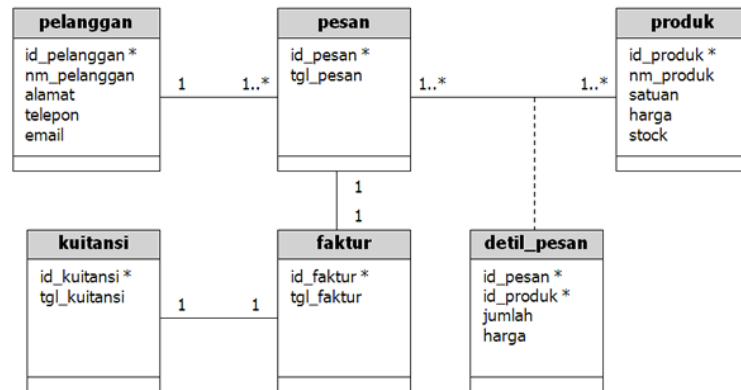 pelanggan
id_pelanggan *
nm_pelanggan
alamat
telepon
email
1
1..*
pesan
id_pesan *
tgl_pesan
1..*
1..*
produk
id_produk *
nm_produk
satuan
harga
stock
1
1
kuitansi
id_kuitansi *
tgl_kuitansi
1
1
faktur
id_faktur *
tgl_faktur
detil_pesan
id_pesan *
id_produk *
jumlah
harga